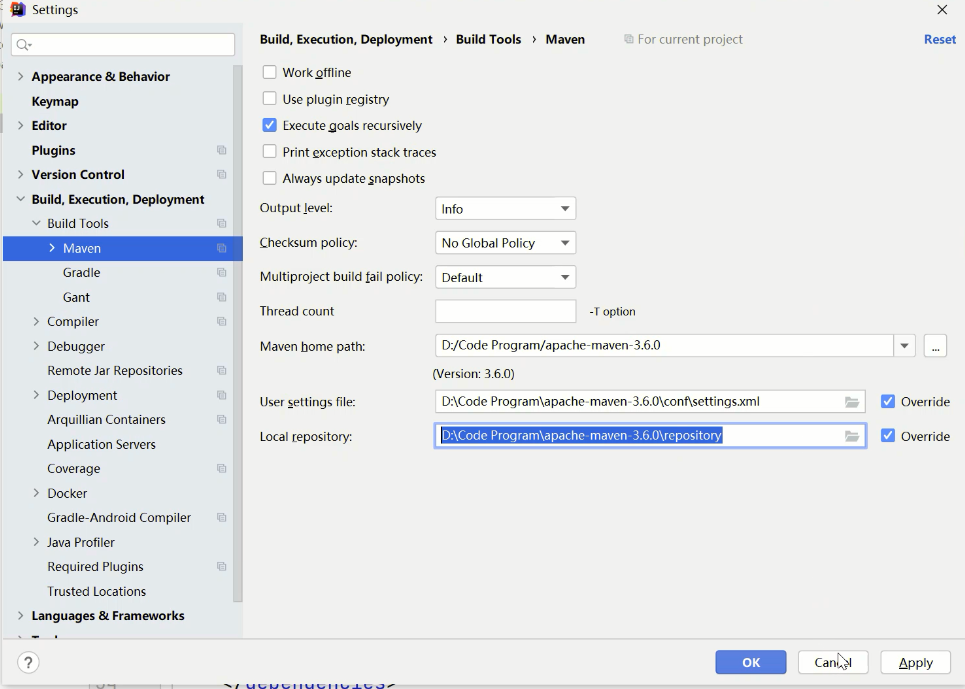 Settings
Build, Execution, Deployment › Build Tools › Maven For current project Reset
Work offline
Use plugin registry
Execute goals recursively
Print exception stack traces
Always update snapshots
Output level: Info
Checksum policy: No Global Policy
Multiproject build fail policy: Default
Thread count -T option
Maven home path: D:/Code Program/apache-maven-3.6.0 ...
(Version: 3.6.0)
User settings file: D:\Code Program\apache-maven-3.6.0\conf\settings.xml Override
Local repository: D:\Code Program\apache-maven-3.6.0\repository Override
Appearance & Behavior
Keymap
Editor
Plugins
Version Control
Build, Execution, Deployment
Build Tools
Maven
Gradle
Gant
Compiler
Debugger
Remote Jar Repositories
Deployment
Arquillian Containers
Application Servers
Coverage
Docker
Gradle-Android Compiler
Java Profiler
Required Plugins
Trusted Locations
Languages & Frameworks
? OK Cancel Apply
</dependencies>